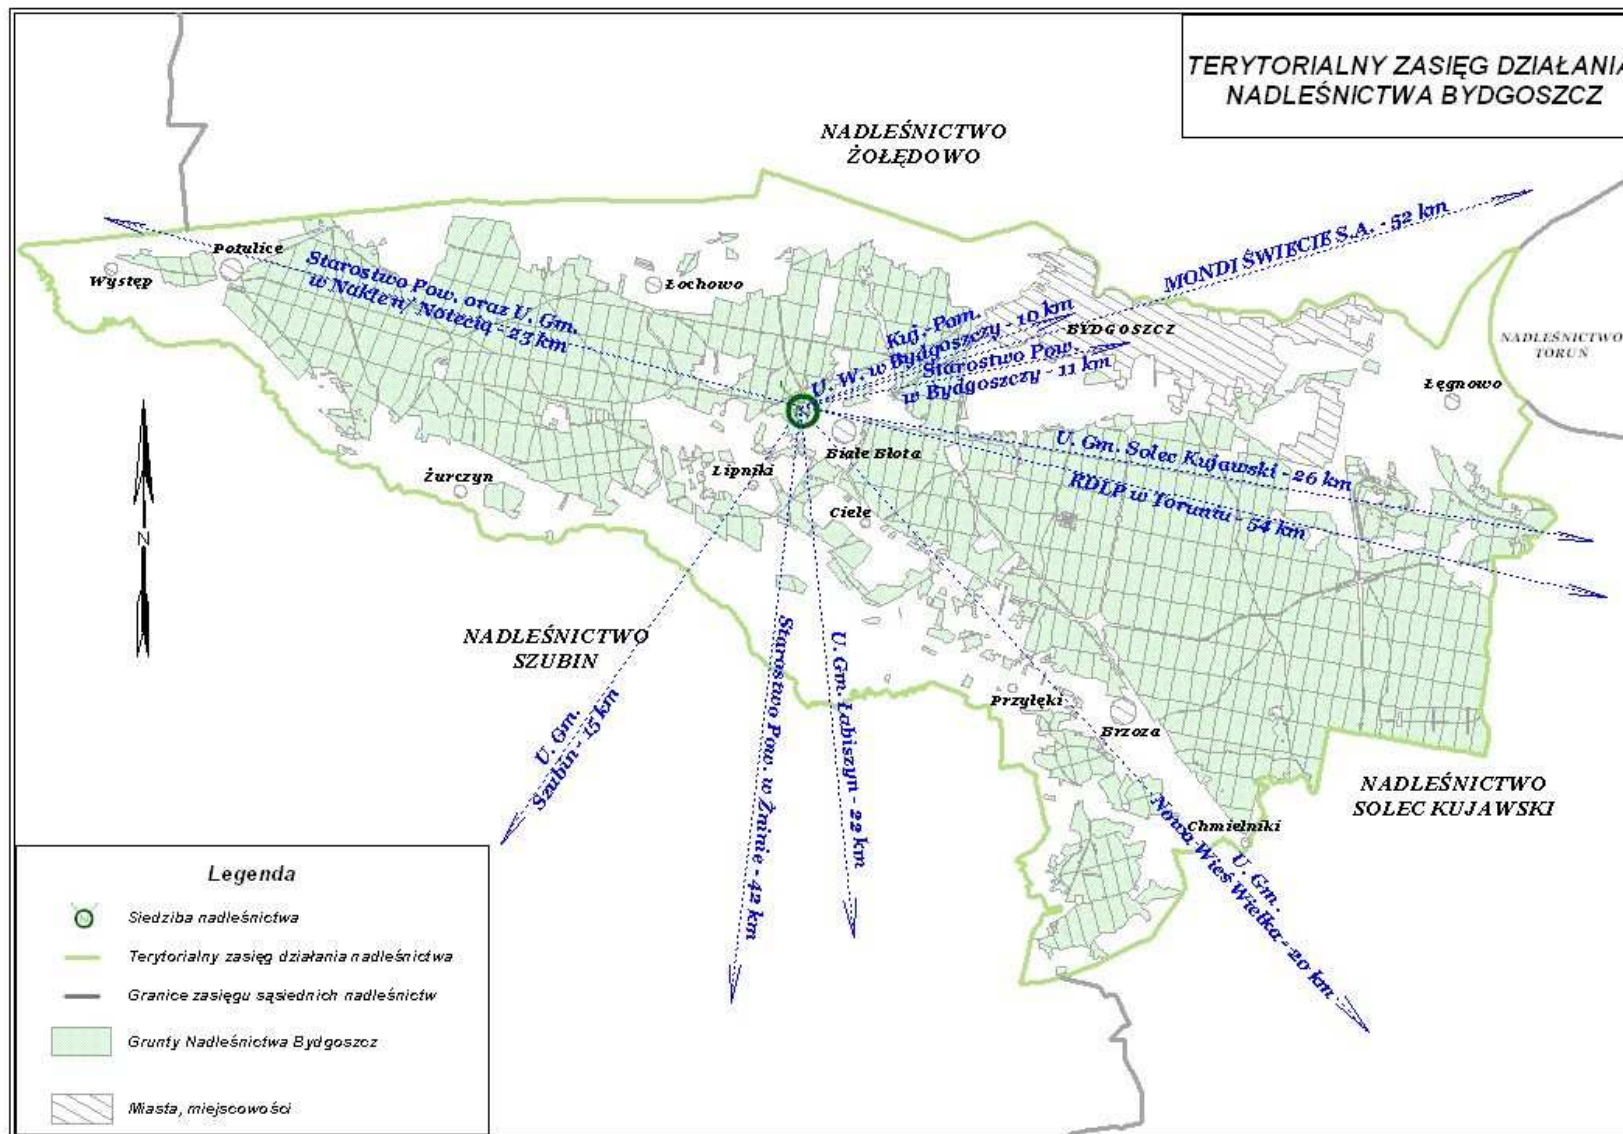 TERYTORIALNY ZASIĘG DZIAŁANIA
NADLEŚNICTWA BYDGOSZCZ
NADLEŚNICTWO
ŻOŁĘDOWO
MONDI ŚWIECIE S.A. - 52 km
Potulice
Występ
Starostwo Pow. oraz U. Gm.
w Nakle n/ Notecią - 23 km
Łochowo
Kuj.-Pom.
U. W. w Bydgoszczy - 10 km
BYDGOSZCZ
Starostwo Pow.
w Bydgoszczy - 11 km
NADLEŚNICTWO
TORUŃ
Łęgnowo
N
Białe Błota
U. Gm. Solec Kujawski - 26 km
RDLP w Toruniu - 54 km
Żurczyn
Lipniki
Ciele
N
NADLEŚNICTWO
SZUBIN
U. Gm.
Szubin - 15 km
Starostwo Pow. w Żninie - 42 km
U. Gm. Łabiszyn - 22 km
Przyłęki
Brzoza
NADLEŚNICTWO
SOLEC KUJAWSKI
Chmielniki
U. Gm.
Nowa Wieś Wielka - 20 km
Legenda
N
Siedziba nadleśnictwa
Terytorialny zasięg działania nadleśnictwa
Granice zasięgu sąsiednich nadleśnictw
Grunty Nadleśnictwa Bydgoszcz
Miasta, miejscowości